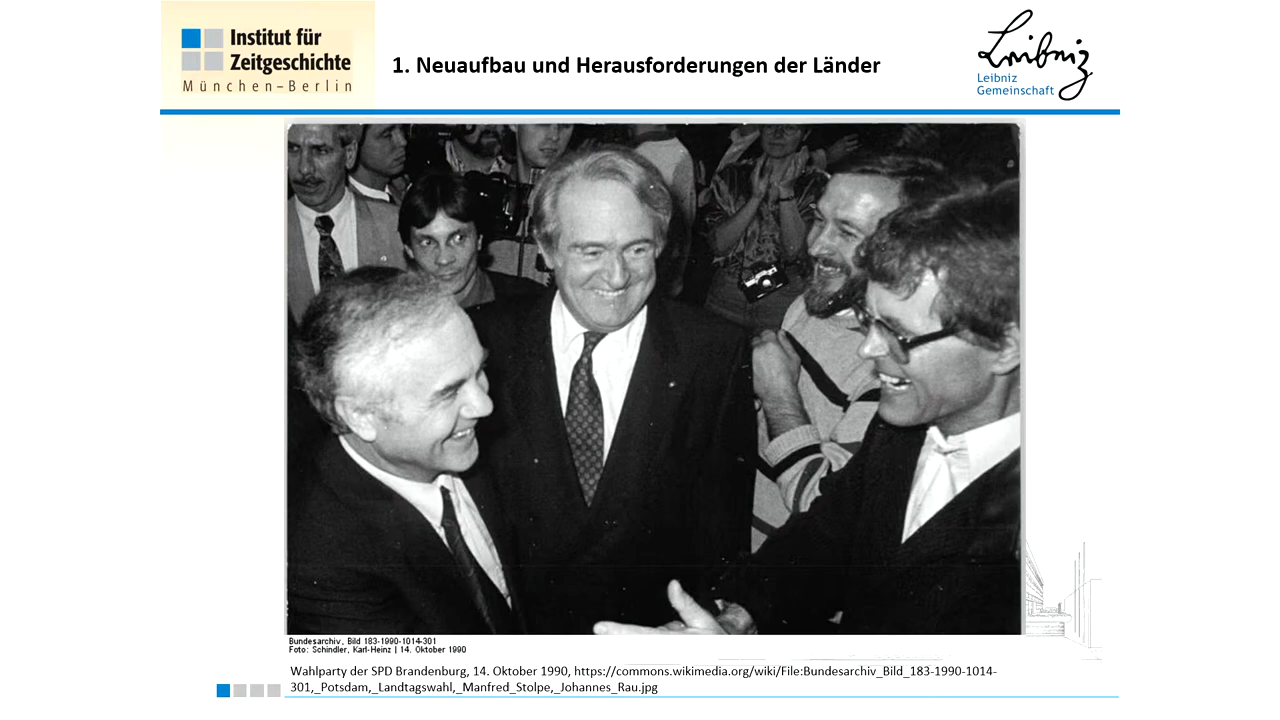 Institut für
Zeitgeschichte
München–Berlin
1. Neuaufbau und Herausforderungen der Länder
Leibniz
Leibniz
Gemeinschaft
Bundesarchiv, Bild 183-1990-1014-301
Foto: Schindler, Karl-Heinz | 14. Oktober 1990
Wahlparty der SPD Brandenburg, 14. Oktober 1990, https://commons.wikimedia.org/wiki/File:Bundesarchiv_Bild_183-1990-1014-
301,_Potsdam,_Landtagswahl,_Manfred_Stolpe,_Johannes_Rau.jpg